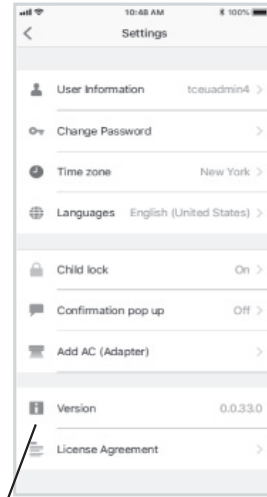 10:48 AM 100%
Settings
User Information tceuadmin4
Change Password
Time zone New York
Languages English (United States)
Child lock On
Confirmation pop up Off
Add AC (Adapter)
Version 0.0.33.0
License Agreement